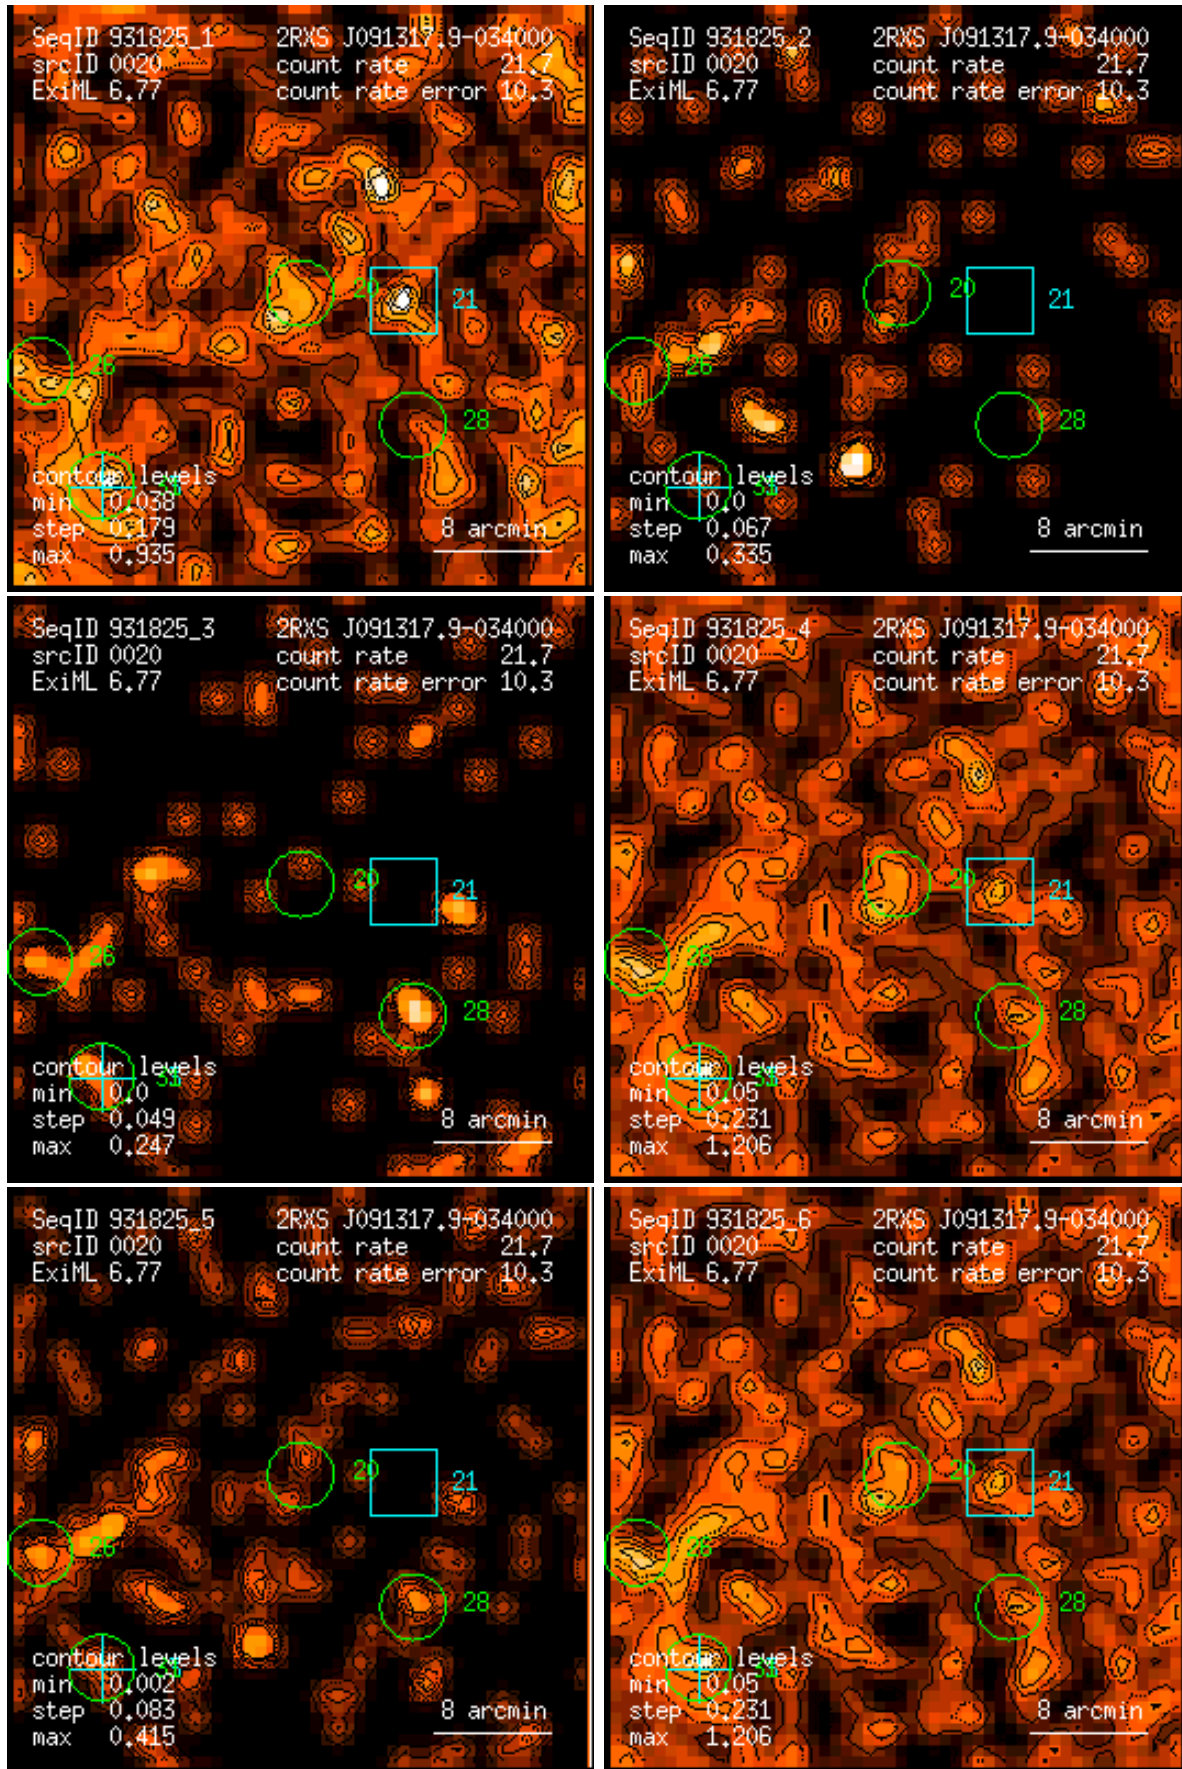 SeqID 931825_1 2RXS J091317.9-034000
srcID 0020 count rate 21.7
ExiML 6.77 count rate error 10.3
20
21
26
28
contour levels
min 0.038
step 0.179
max 0.935
8 arcmin
SeqID 931825_2 2RXS J091317.9-034000
srcID 0020 count rate 21.7
ExiML 6.77 count rate error 10.3
20
21
26
28
contour levels
min 0.0
step 0.067
max 0.335
8 arcmin
SeqID 931825_3 2RXS J091317.9-034000
srcID 0020 count rate 21.7
ExiML 6.77 count rate error 10.3
20
21
26
28
contour levels
min 0.0
step 0.049
max 0.247
8 arcmin
SeqID 931825_4 2RXS J091317.9-034000
srcID 0020 count rate 21.7
ExiML 6.77 count rate error 10.3
20
21
26
28
contour levels
min 0.05
step 0.231
max 1.206
8 arcmin
SeqID 931825_5 2RXS J091317.9-034000
srcID 0020 count rate 21.7
ExiML 6.77 count rate error 10.3
20
21
26
28
contour levels
min 0.002
step 0.083
max 0.415
8 arcmin
SeqID 931825_6 2RXS J091317.9-034000
srcID 0020 count rate 21.7
ExiML 6.77 count rate error 10.3
20
21
26
28
contour levels
min 0.05
step 0.231
max 1.206
8 arcmin